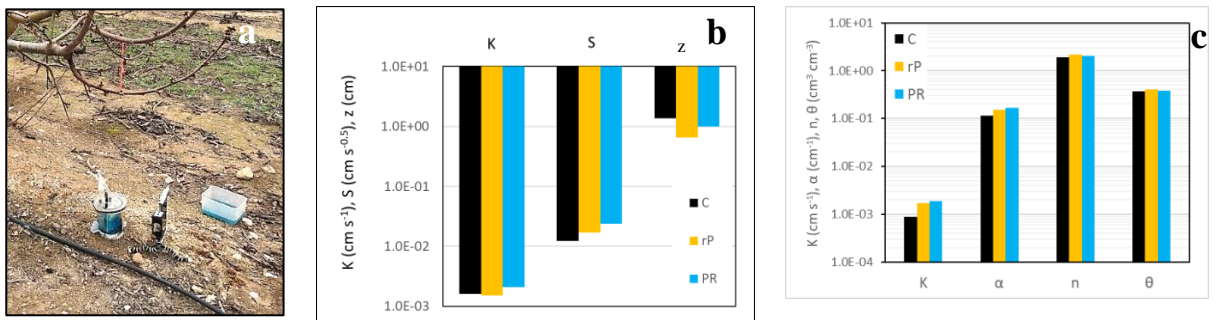 a
b
K S z
1.0E+01
1.0E+00
1.0E-01
1.0E-02
1.0E-03
K (cm s-1), S (cm s-0.5), z (cm)
C
rP
PR
c
1.0E+01
1.0E+00
1.0E-01
1.0E-02
1.0E-03
1.0E-04
K (cm s-1), α (cm-1), n, θ (cm3 cm-3)
C
rP
PR
K α n θ